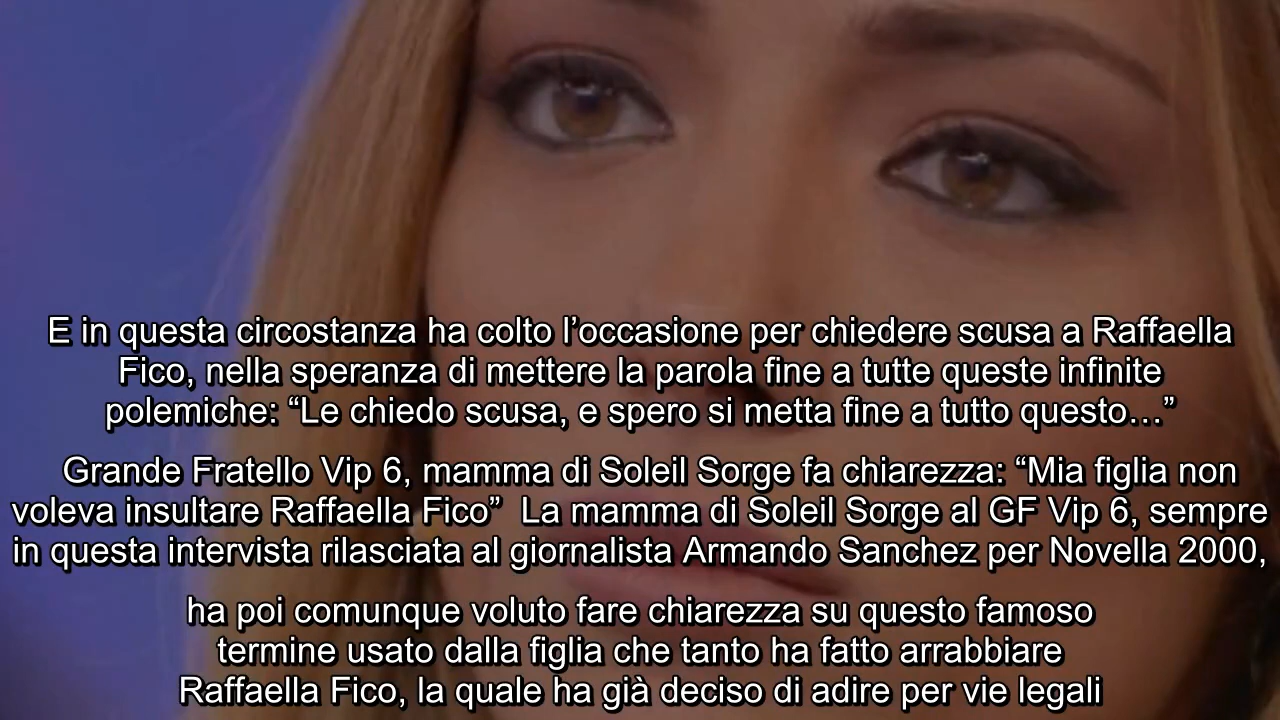 E in questa circostanza ha colto l’occasione per chiedere scusa a Raffaella
Fico, nella speranza di mettere la parola fine a tutte queste infinite
polemiche: “Le chiedo scusa, e spero si metta fine a tutto questo…”
Grande Fratello Vip 6, mamma di Soleil Sorge fa chiarezza: “Mia figlia non
voleva insultare Raffaella Fico”  La mamma di Soleil Sorge al GF Vip 6, sempre
in questa intervista rilasciata al giornalista Armando Sanchez per Novella 2000,
ha poi comunque voluto fare chiarezza su questo famoso
termine usato dalla figlia che tanto ha fatto arrabbiare
Raffaella Fico, la quale ha già deciso di adire per vie legali